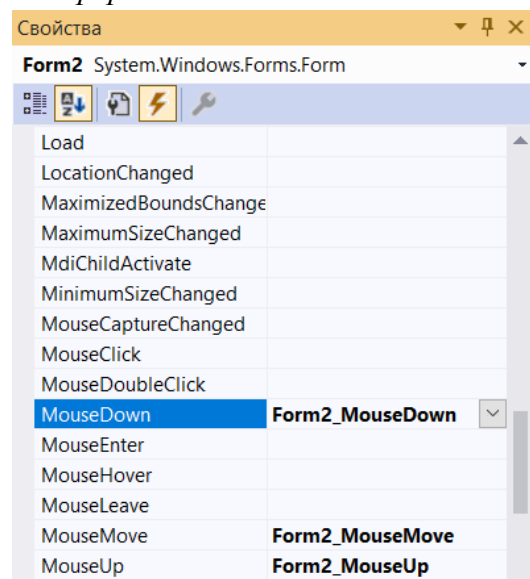 Свойства
Form2 System.Windows.Forms.Form
Load
LocationChanged
MaximizedBoundsChange
MaximumSizeChanged
MdiChildActivate
MinimumSizeChanged
MouseCaptureChanged
MouseClick
MouseDoubleClick
MouseDown Form2_MouseDown
MouseEnter
MouseHover
MouseLeave
MouseMove Form2_MouseMove
MouseUp Form2_MouseUp